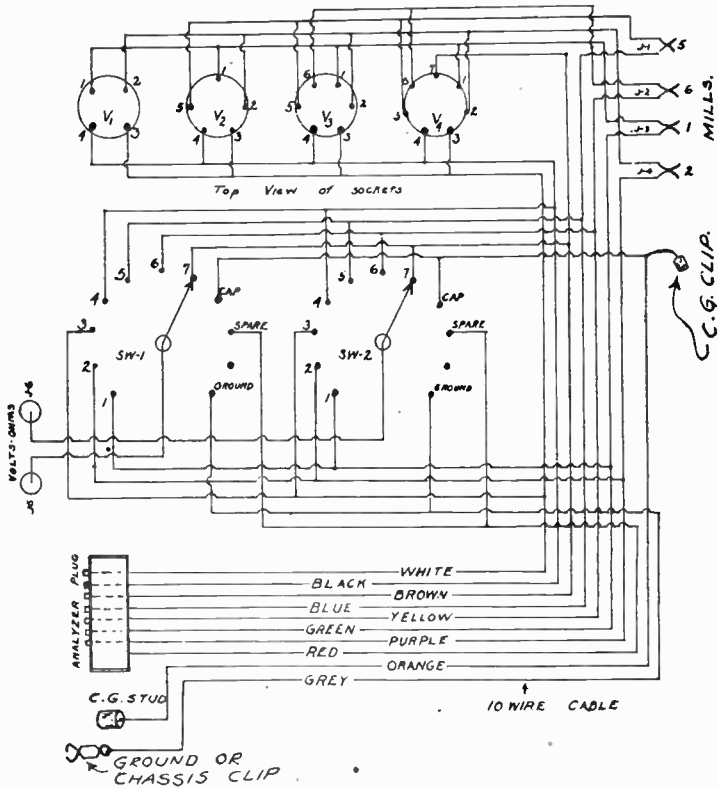 1 2 4 3 V1
1 5 2 4 3 V2
6 1 5 2 4 3 V3
7 6 1 5 2 4 3 V4
J-1 5
J-2 6
J-3 1
J-4 2
MILLS.
Top View of sockets
C.G. CLIP.
4 5 6 7 CAP
3 SPARE
SW-1
2
1 GROUND
4 5 6 7 CAP
3 SPARE
SW-2
2
1 GROUND
VOLTS-OHMS
J-6
J5
ANALYZER PLUG
WHITE
BLACK
BROWN
BLUE
YELLOW
GREEN
PURPLE
RED
ORANGE
GREY
C.G. STUD
10 WIRE CABLE
GROUND OR
CHASSIS CLIP